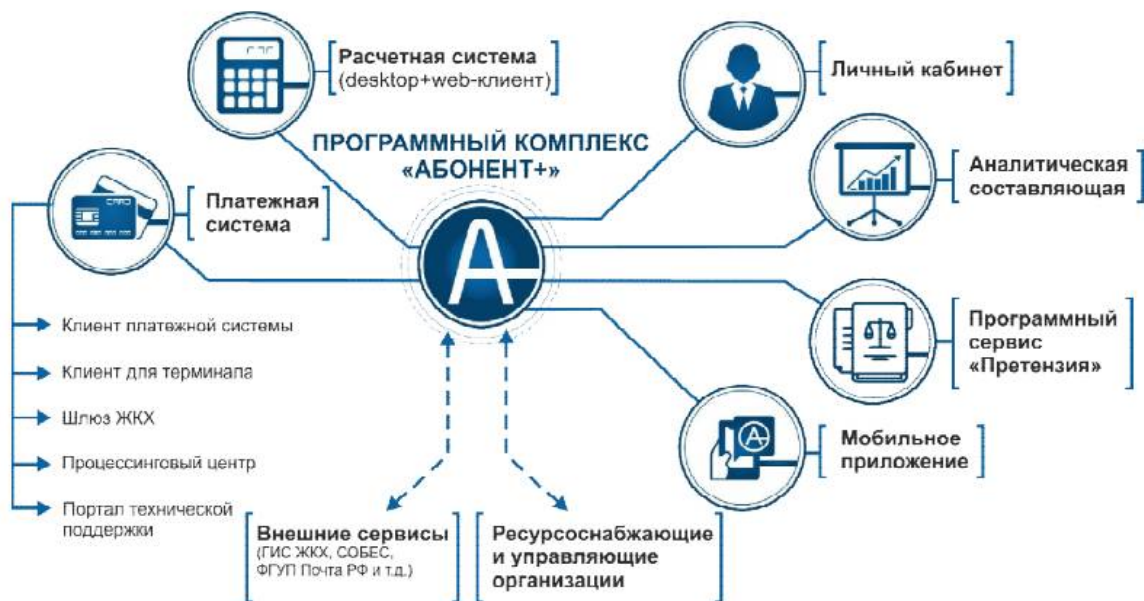 Расчетная система
(desktop+web-клиент)
Личный кабинет
ПРОГРАММНЫЙ КОМПЛЕКС
«АБОНЕНТ+»
Аналитическая
составляющая
CARD
Платежная
система
Клиент платежной системы
Клиент для терминала
Шлюз ЖКХ
Процессинговый центр
Портал технической
поддержки
Программный
сервис
«Претензия»
Мобильное
приложение
Внешние сервисы
(ГИС ЖКХ, СОБЕС,
ФГУП Почта РФ и т.д.)
Ресурсоснабжающие
и управляющие
организации